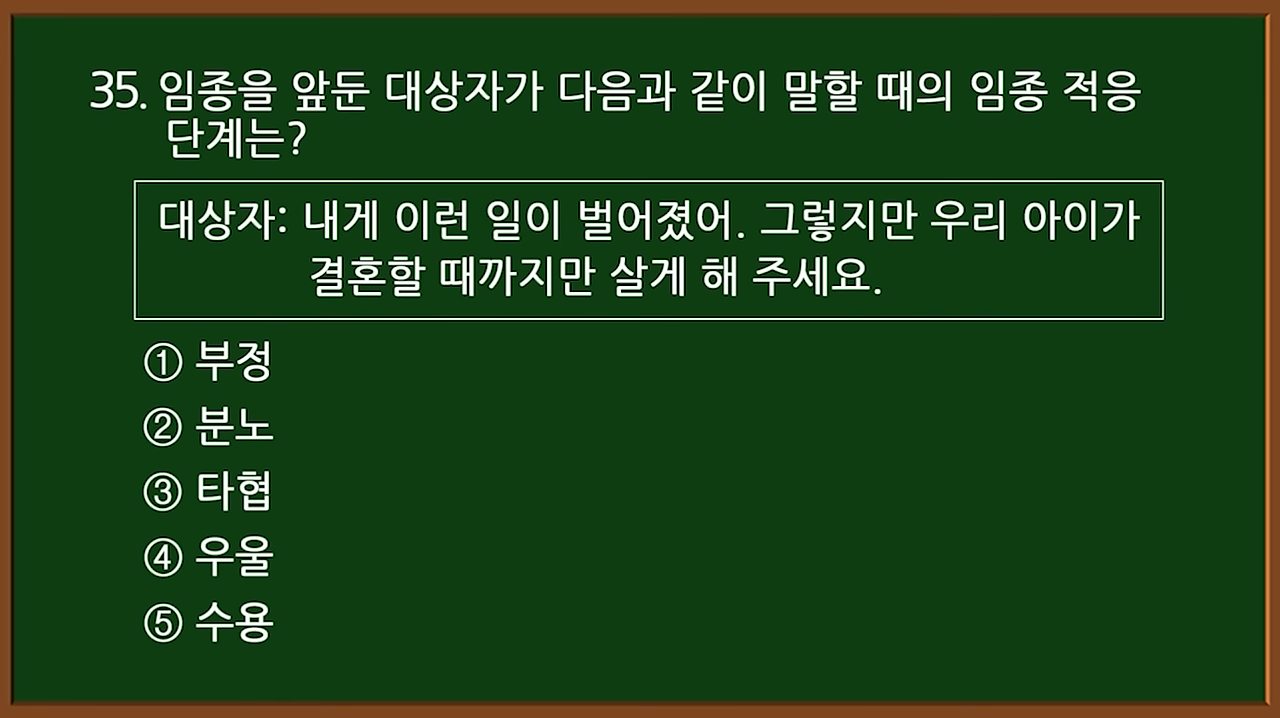 35. 임종을 앞둔 대상자가 다음과 같이 말할 때의 임종 적응
단계는?
대상자: 내게 이런 일이 벌어졌어. 그렇지만 우리 아이가
결혼할 때까지만 살게 해 주세요.
① 부정
② 분노
③ 타협
④ 우울
⑤ 수용